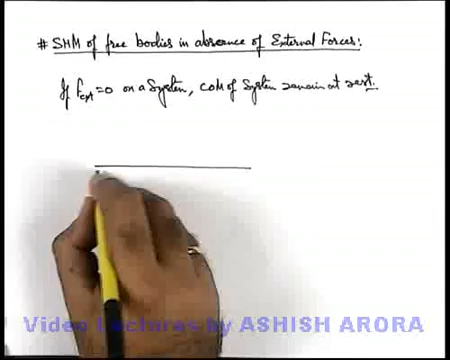 # SHM of free bodies in absence of External Forces:
If Fext=0 on a System, COM of System remain at rest.
Video Lectures by ASHISH ARORA